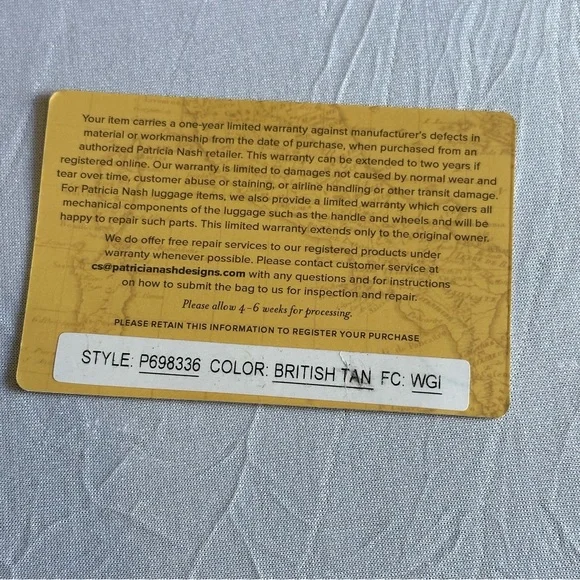 Your item carries a one-year limited warranty against manufacturer's defects in
material or workmanship from the date of purchase, when purchased from an
authorized Patricia Nash retailer. This warranty can be extended to two years if
registered online. Our warranty is limited to damages not caused by normal wear and
tear over time, customer abuse or staining, or airline handling or other transit damage.
For Patricia Nash luggage items, we also provide a limited warranty which covers all
mechanical components of the luggage such as the handle and wheels and will be
happy to repair such parts. This limited warranty extends only to the original owner.
We do offer free repair services to our registered products under
warranty whenever possible. Please contact customer service at
cs@patricianashdesigns.com with any questions and for instructions
on how to submit the bag to us for inspection and repair.
Please allow 4–6 weeks for processing.
PLEASE RETAIN THIS INFORMATION TO REGISTER YOUR PURCHASE
STYLE: P698336 COLOR: BRITISH TAN FC: WGI